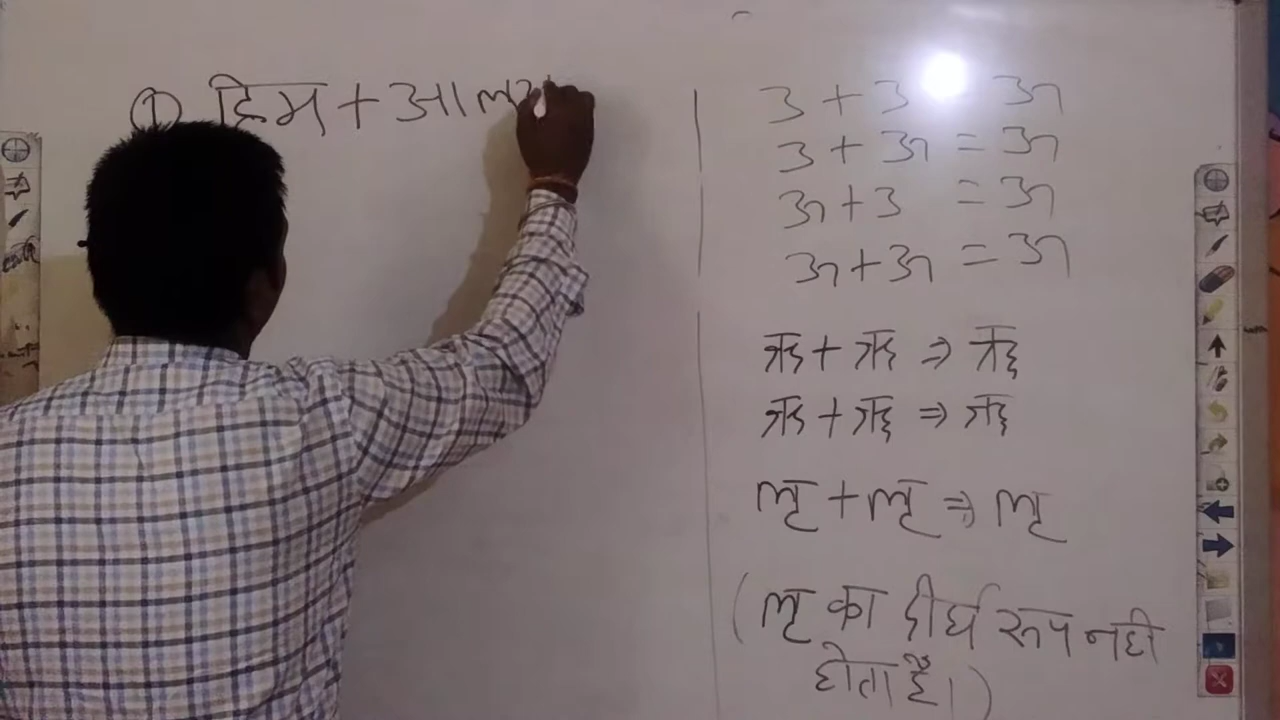 ① हिम + आलय
उ + उ = ऊ
उ + ऊ = ऊ
ऊ + उ = ऊ
ऊ + ऊ = ऊ
ऋ + ऋ ⇒ ॠ
ऋ + ॠ ⇒ ॠ
लृ + लृ ⇒ लृ
(लृ का दीर्घ रूप नही
होता है।)